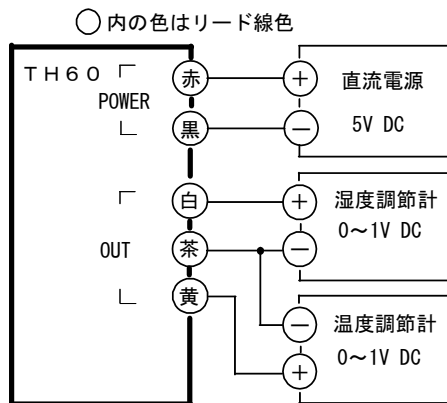 ○内の色はリード線色
TH60
POWER
赤
黒
+
-
直流電源
5V DC
OUT
白
茶
黄
+
-
湿度調節計
0~1V DC
-
+
温度調節計
0~1V DC